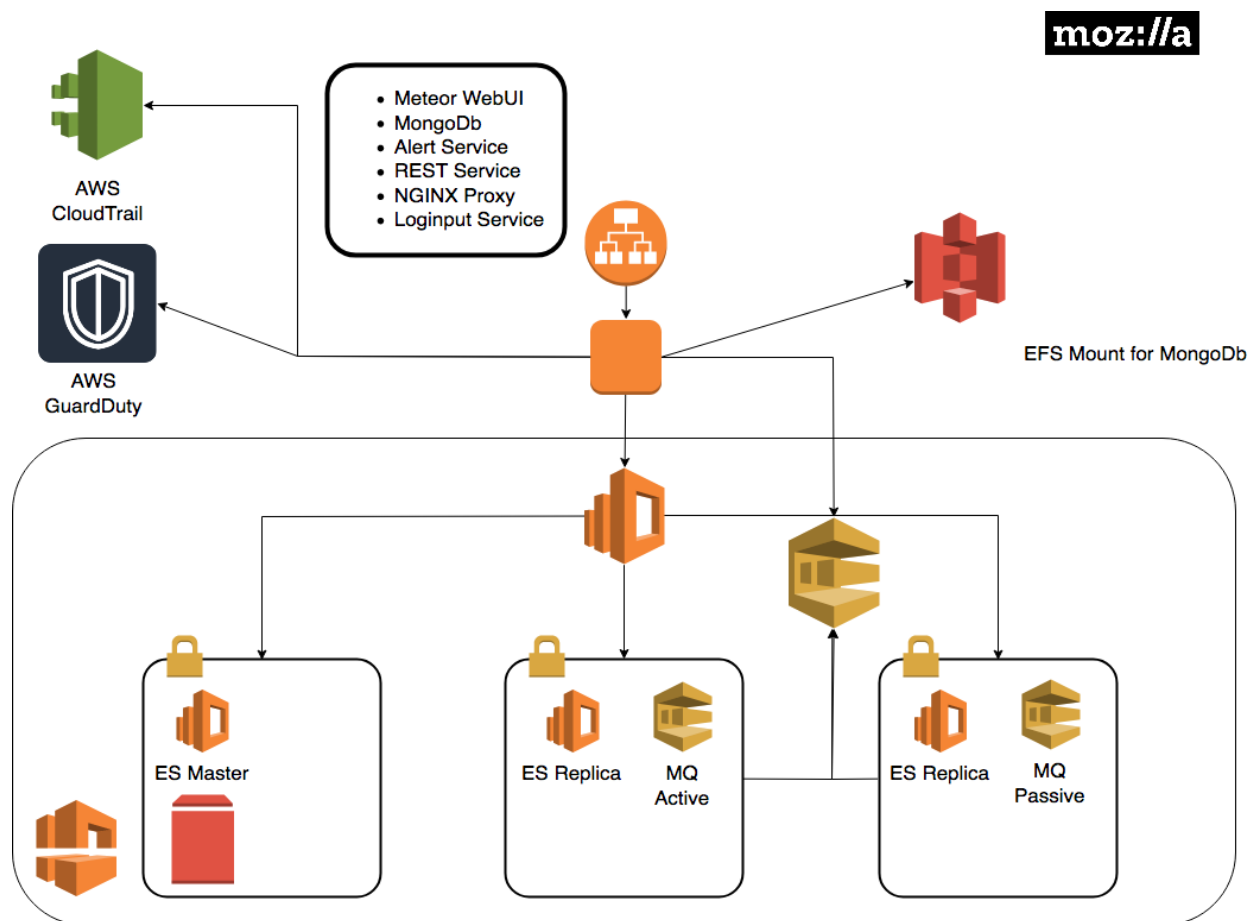 moz://a
• Meteor WebUI
• MongoDb
• Alert Service
• REST Service
• NGINX Proxy
• Loginput Service
AWS
CloudTrail
AWS
GuardDuty
EFS Mount for MongoDb
ES Master
ES Replica
MQ
Active
ES Replica
MQ
Passive